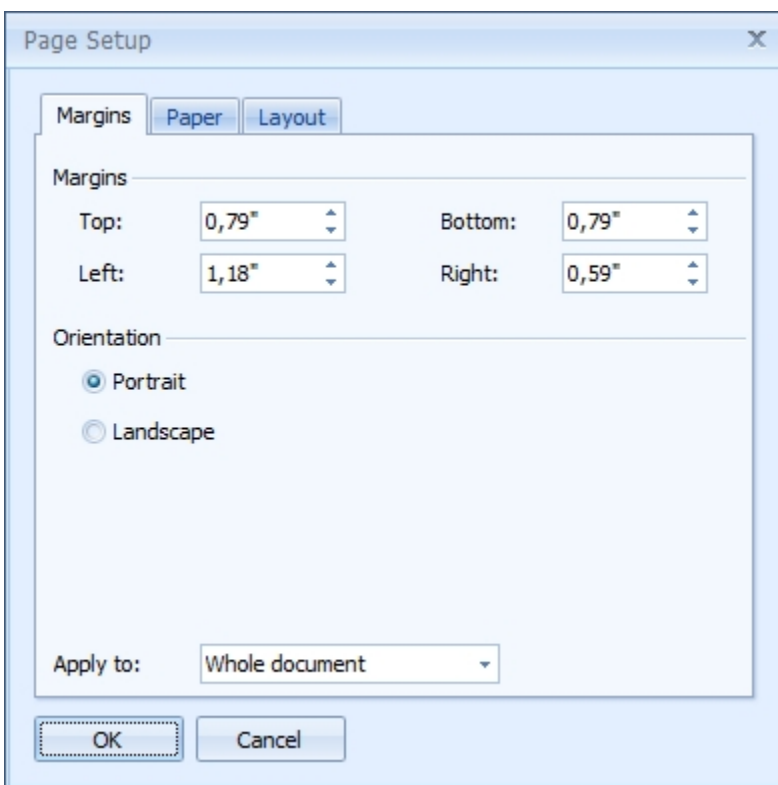 Page Setup
Margins Paper Layout
Margins
Top: 0,79" Bottom: 0,79"
Left: 1,18" Right: 0,59"
Orientation
Portrait
Landscape
Apply to: Whole document
OK Cancel